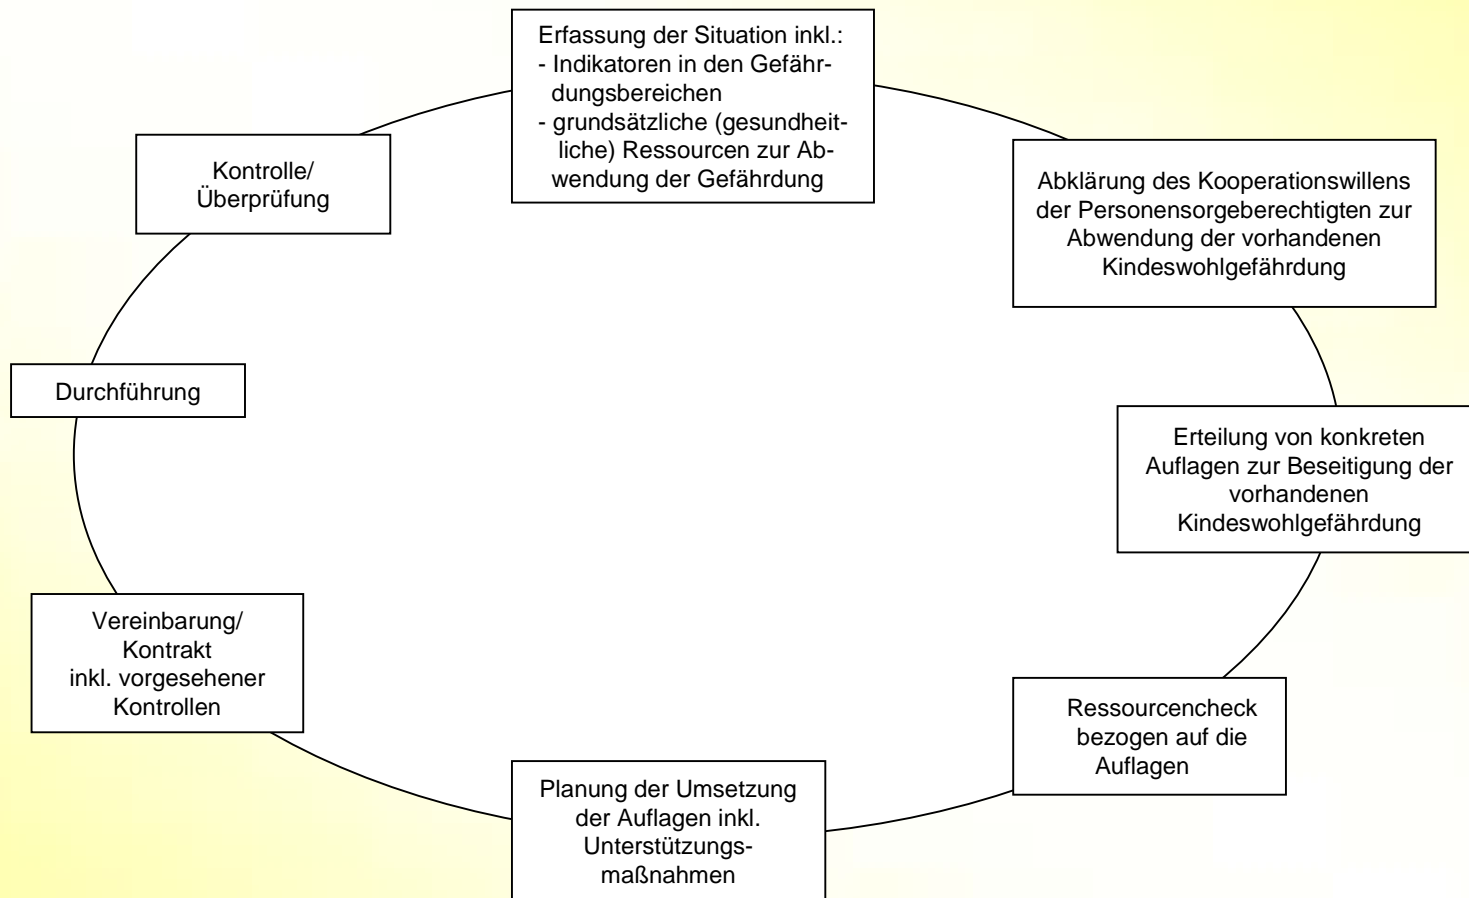 Erfassung der Situation inkl.:
- Indikatoren in den Gefähr-
dungsbereichen
- grundsätzliche (gesundheit-
liche) Ressourcen zur Ab-
wendung der Gefährdung
Abklärung des Kooperationswillens
der Personensorgeberechtigten zur
Abwendung der vorhandenen
Kindeswohlgefährdung
Erteilung von konkreten
Auflagen zur Beseitigung der
vorhandenen
Kindeswohlgefährdung
Ressourcencheck
bezogen auf die
Auflagen
Planung der Umsetzung
der Auflagen inkl.
Unterstützungs-
maßnahmen
Vereinbarung/
Kontrakt
inkl. vorgesehener
Kontrollen
Durchführung
Kontrolle/
Überprüfung